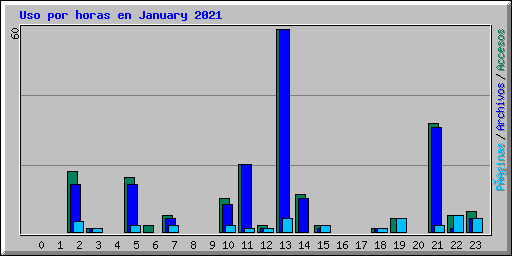 Uso por horas en January 2021
60
0 1 2 3 4 5 6 7 8 9 10 11 12 13 14 15 16 17 18 19 20 21 22 23
PÃginas / Archivos / Accesos